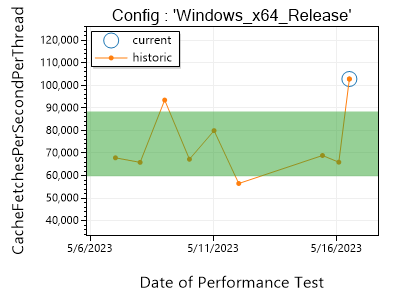 Config : 'Windows_x64_Release'
CacheFetchesPerSecondPerThread
120,000
110,000
100,000
90,000
80,000
70,000
60,000
50,000
40,000
current
historic
5/6/2023
5/11/2023
5/16/2023
Date of Performance Test